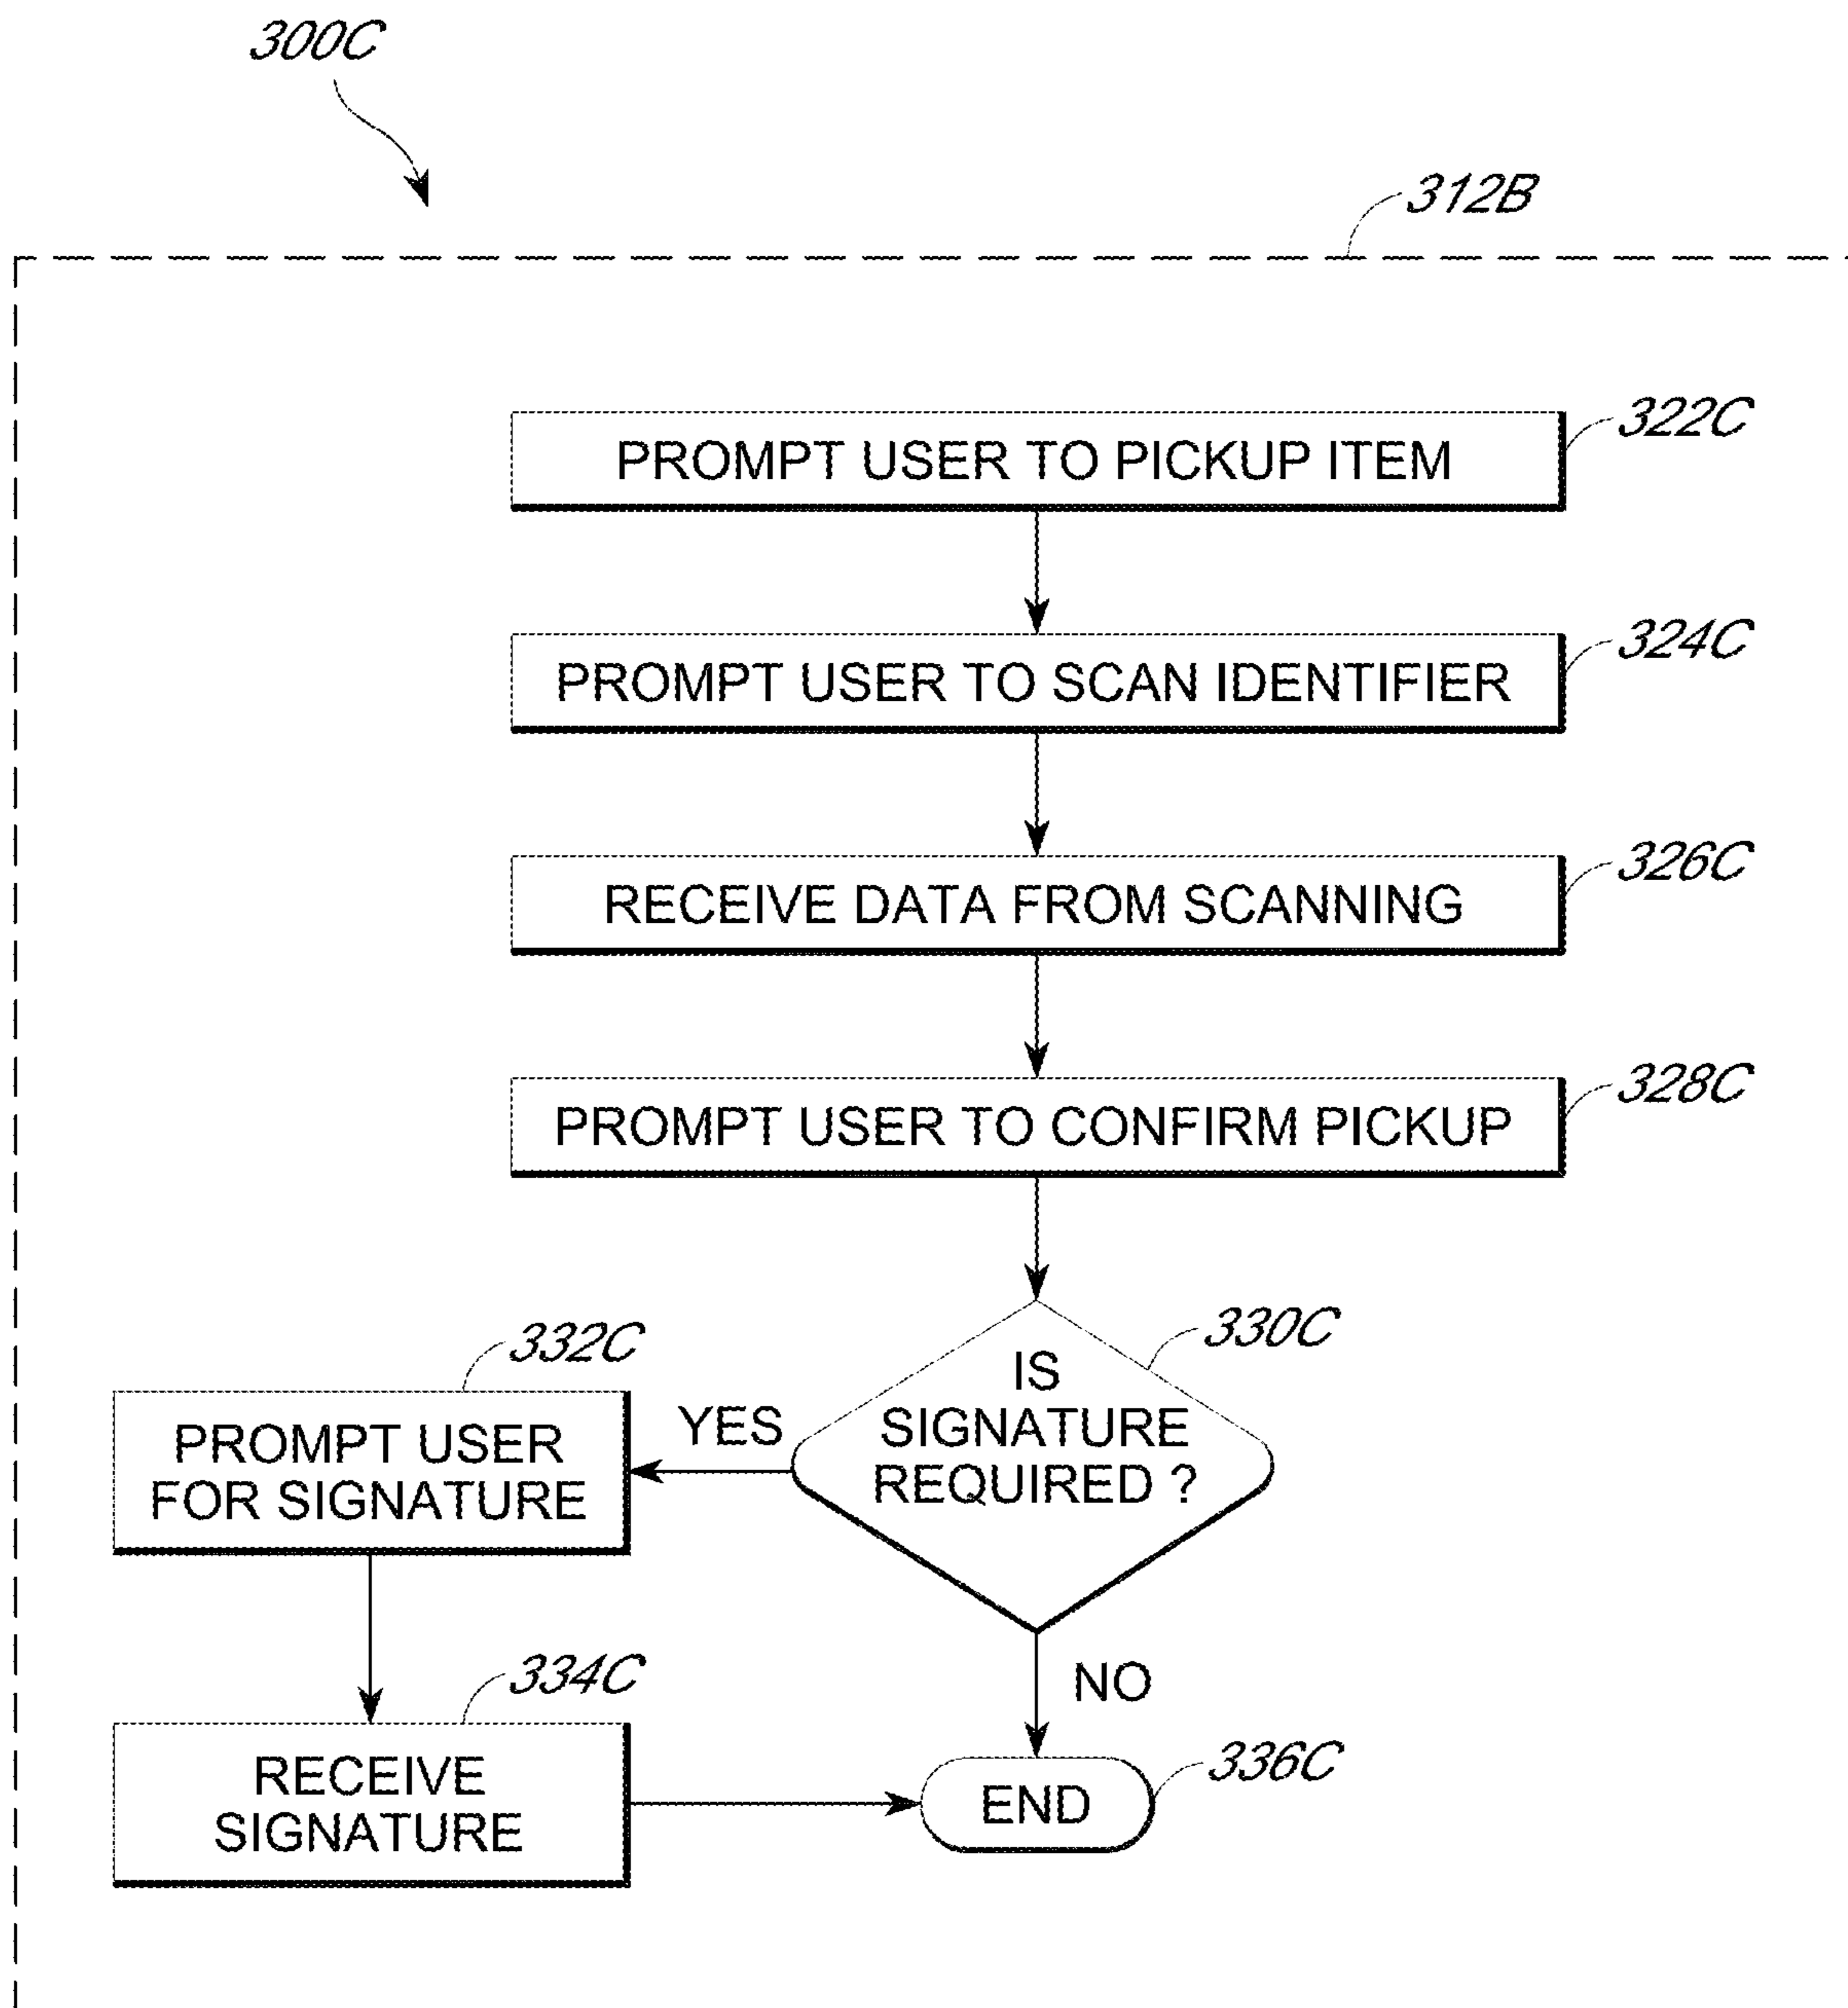 300C
312B
322C
PROMPT USER TO PICKUP ITEM
324C
PROMPT USER TO SCAN IDENTIFIER
326C
RECEIVE DATA FROM SCANNING
328C
PROMPT USER TO CONFIRM PICKUP
330C
IS
SIGNATURE
REQUIRED ?
YES
332C
PROMPT USER
FOR SIGNATURE
NO
334C
RECEIVE
SIGNATURE
336C
END